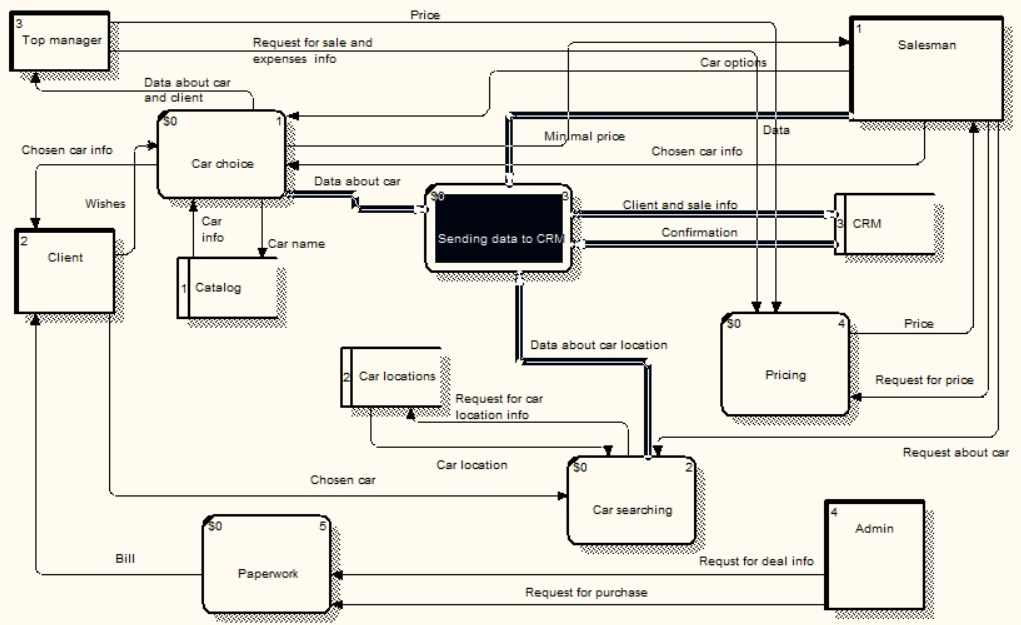 Price
3
Top manager
1
Salesman
Request for sale and
expenses info
Car options
Data about car
and client
$0
1
Car choice
Minimal price
Data
Chosen car info
Chosen car info
Data about car
Wishes
$0
3
Sending data to CRM
Client and sale info
3
CRM
Confirmation
Car
info
Car name
2
Client
1
Catalog
$0
4
Pricing
Price
Data about car location
2
Car locations
Request for price
Request for car
location info
Request about car
Car location
$0
2
Car searching
Chosen car
4
Admin
$0
5
Paperwork
Bill
Requst for deal info
Request for purchase